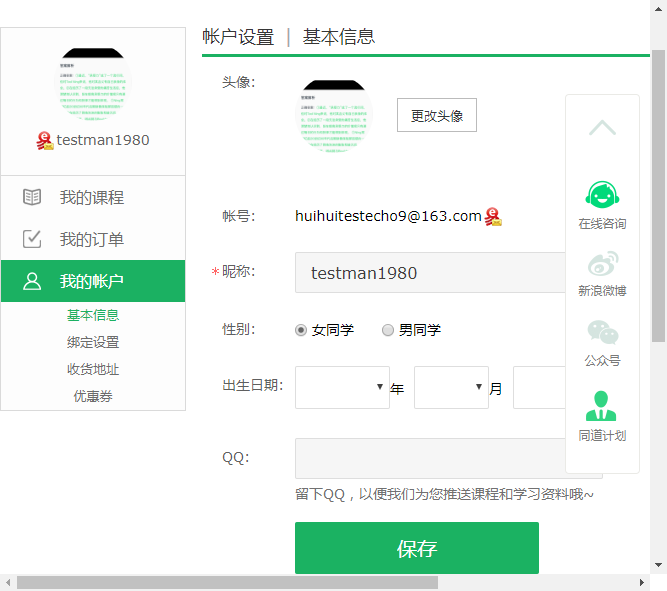 testman1980
我的课程
我的订单
我的帐户
基本信息
绑定设置
收货地址
优惠券
帐户设置 | 基本信息
头像：
更改头像
帐号：
huihuitestecho9@163.com
*昵称：
testman1980
性别：
女同学 男同学
出生日期：
年 月
QQ：
留下QQ，以便我们为您推送课程和学习资料哦~
保存
在线咨询
新浪微博
公众号
同道计划